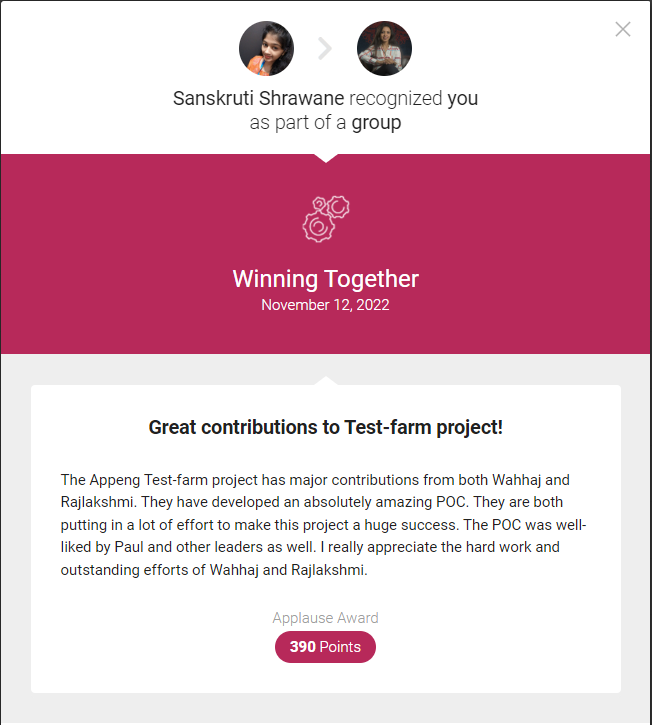 Sanskruti Shrawane recognized you
as part of a group
Winning Together
November 12, 2022
Great contributions to Test-farm project!
The Appeng Test-farm project has major contributions from both Wahhaj and
Rajlakshmi. They have developed an absolutely amazing POC. They are both
putting in a lot of effort to make this project a huge success. The POC was well-
liked by Paul and other leaders as well. I really appreciate the hard work and
outstanding efforts of Wahhaj and Rajlakshmi.
Applause Award
390 Points